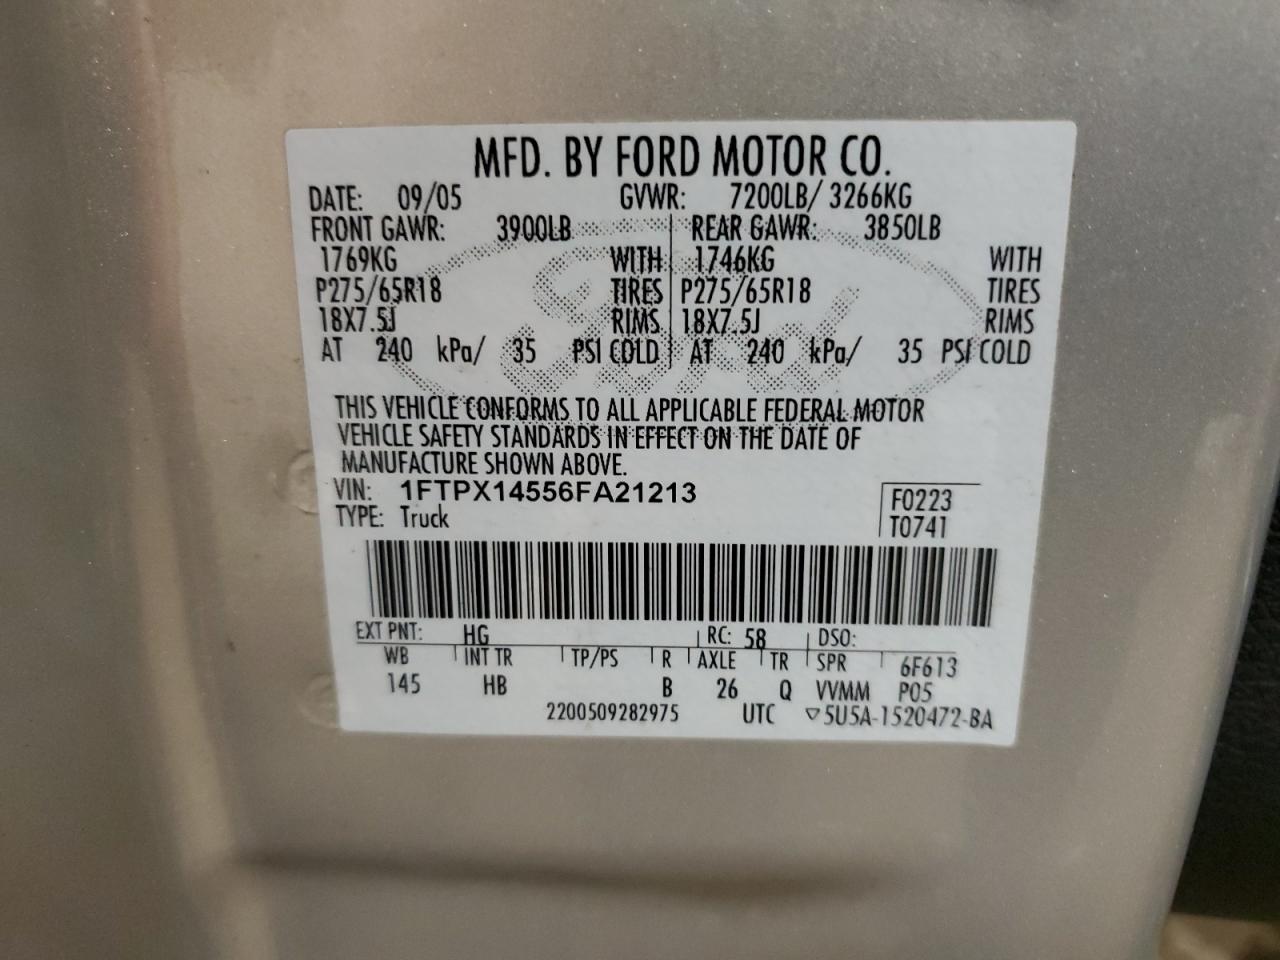 MFD. BY FORD MOTOR CO.
DATE: 09/05 GVWR: 7200LB/ 3266KG
FRONT GAWR: 3900LB REAR GAWR: 3850LB
1769KG WITH 1746KG WITH
P275/65R18 TIRES P275/65R18 TIRES
18X7.5J RIMS 18X7.5J RIMS
AT 240 kPa/ 35 PSI COLD AT 240 kPa/ 35 PSI COLD
Ford
THIS VEHICLE CONFORMS TO ALL APPLICABLE FEDERAL MOTOR
VEHICLE SAFETY STANDARDS IN EFFECT ON THE DATE OF
MANUFACTURE SHOWN ABOVE.
VIN: 1FTPX14556FA21213 F0223
TYPE: Truck T0741
EXT PNT: HG RC: 58 DSO:
WB INT TR TP/PS R AXLE TR SPR 6F613
145 HB B 26 Q VVMM P05
2200509282975 UTC ▽5U5A-1520472-BA